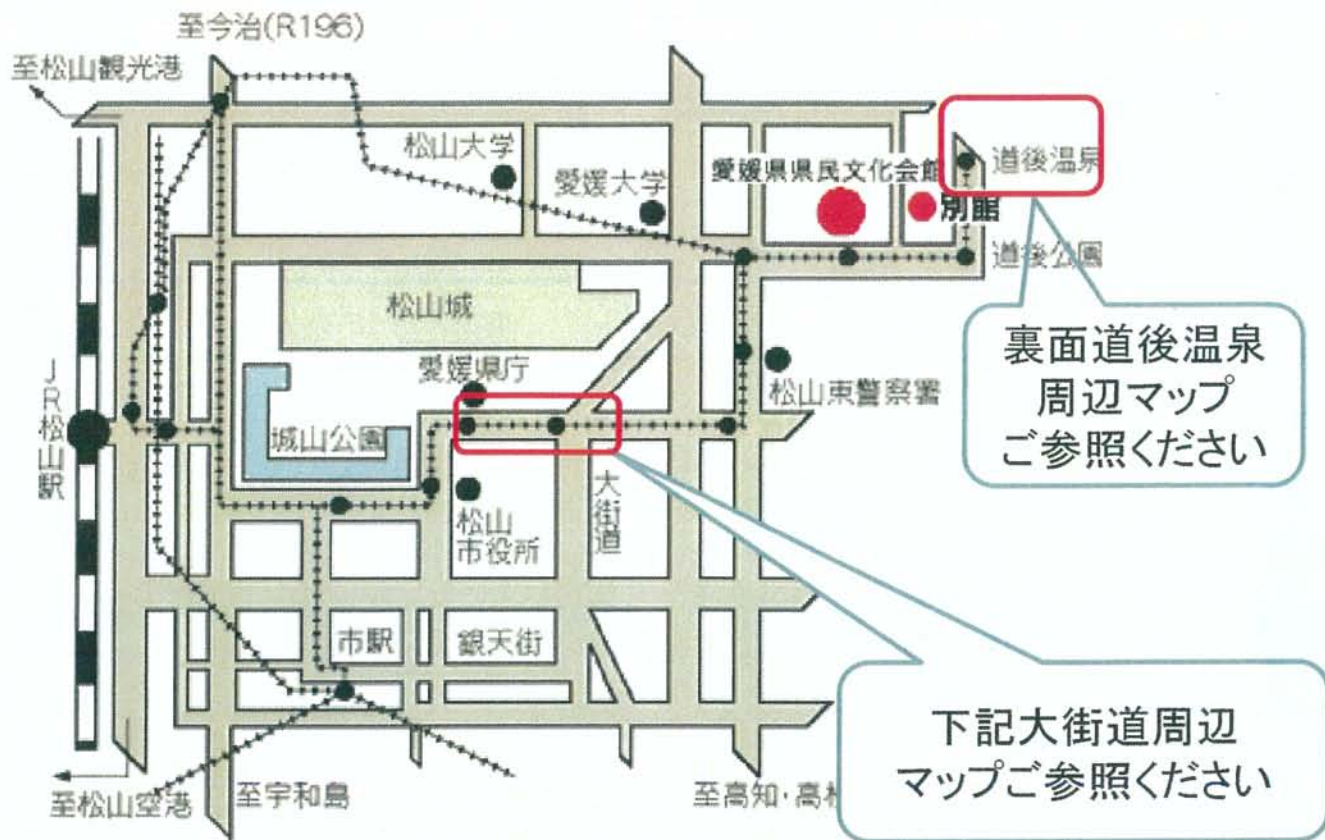 至今治(R196)
至松山観光港
松山大学
愛媛大学
愛媛県県民文化会館
別館
道後温泉
道後公園
松山城
愛媛県庁
城山公園
松山東警察署
JR松山駅
松山
市役所
大街道
市駅
銀天街
至松山空港
至宇和島
至高知・高
裏面道後温泉
周辺マップ
ご参照ください
下記大街道周辺
マップご参照ください